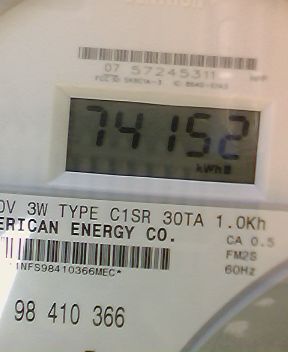 07 57245311
74152
kWh
0V 3W TYPE C1SR 30TA 1.0Kh
ERICAN ENERGY CO.
CA 0.5
FM2S
60Hz
*1NFS98410366MEC*
98 410 366